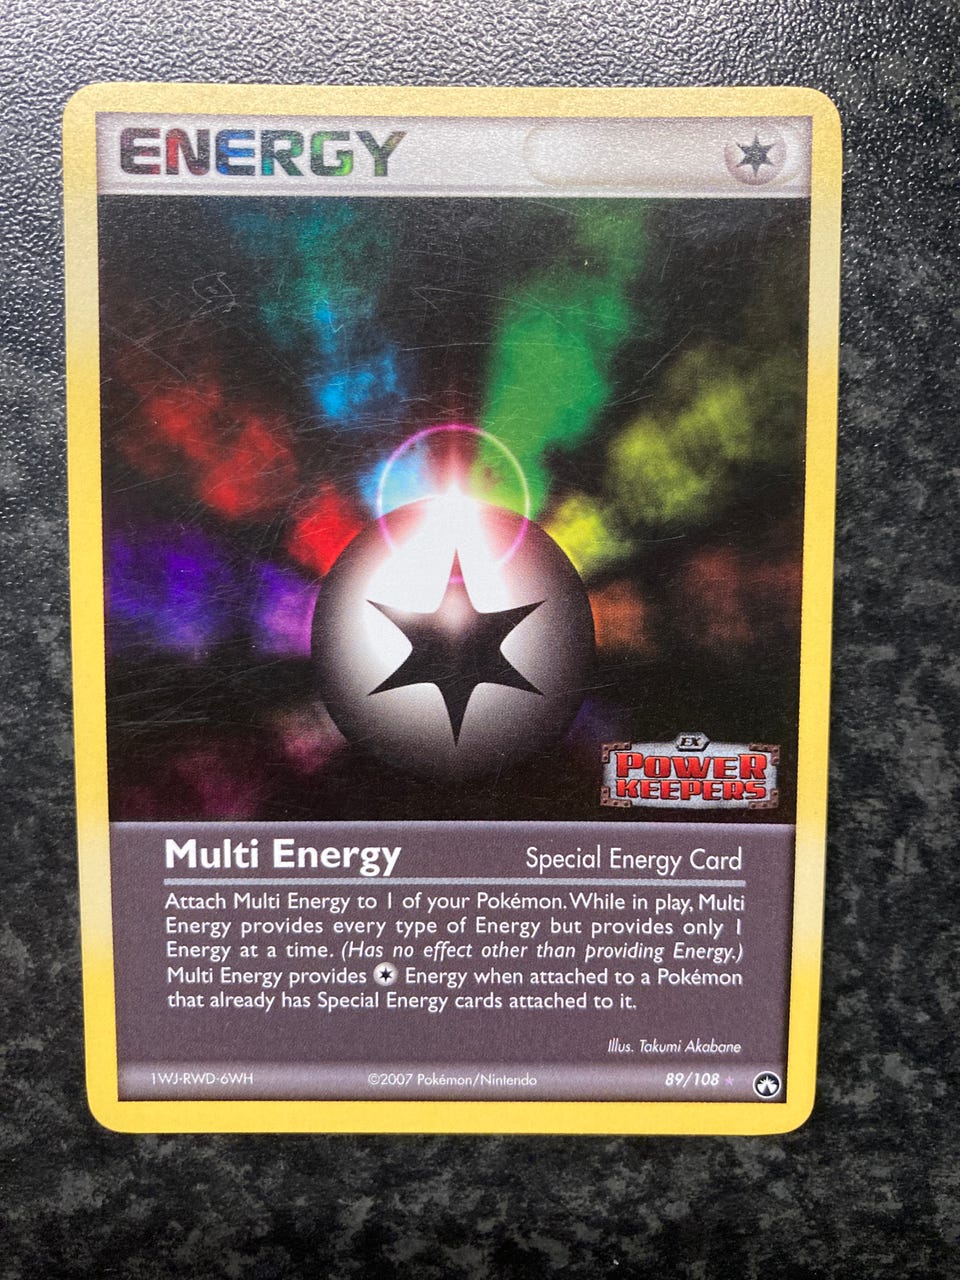 ENERGY
EX
POWER
KEEPERS
Multi Energy Special Energy Card
Attach Multi Energy to 1 of your Pokémon. While in play, Multi
Energy provides every type of Energy but provides only 1
Energy at a time. (Has no effect other than providing Energy.)
Multi Energy provides Energy when attached to a Pokémon
that already has Special Energy cards attached to it.
Illus. Takumi Akabane
1WJ-RWD-6WH ©2007 Pokémon/Nintendo 89/108 ★